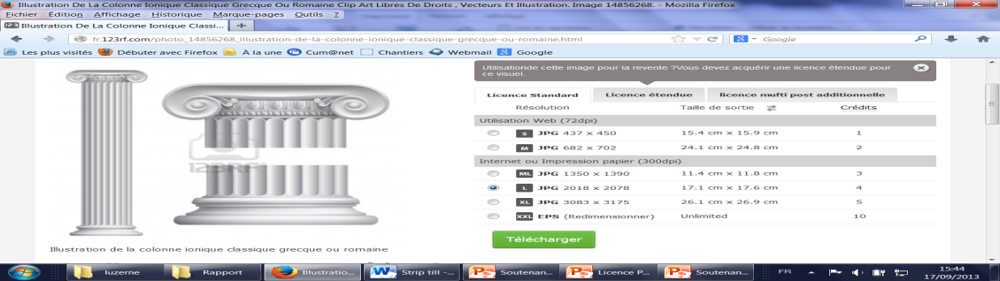 Illustration De La Colonne Ionique Classique Grecque Ou Romaine Clip Art Libres De Droits , Vecteurs Et Illustration. Image 14856268. - Mozilla Firefox
Fichier Édition Affichage Historique Marque-pages Outils ?
123 Illustration De La Colonne Ionique Classi... +
fr.123rf.com/photo_14856268_illustration-de-la-colonne-ionique-classique-grecque-ou-romaine.html
Google
Les plus visités Débuter avec Firefox À la une Cum@net Chantiers Webmail Google
Utilisationde cette image pour la revente ?Vous devez acquérir une licence étendue pour
ce visuel.
Licence Standard Licence étendue licence mufti post additionnelle
Résolution Taille de sortie Crédits
Utilisation Web (72dpi)
S JPG 437 x 450 15.4 cm x 15.9 cm 1
M JPG 682 x 702 24.1 cm x 24.8 cm 2
Internet ou Impression papier (300dpi)
ML JPG 1350 x 1390 11.4 cm x 11.8 cm 3
L JPG 2018 x 2078 17.1 cm x 17.6 cm 4
XL JPG 3083 x 3175 26.1 cm x 26.9 cm 5
XXL EPS (Redimensionner) Unlimited 10
Télécharger
123RF
Illustration de la colonne ionique classique grecque ou romaine
luzerne Rapport Illustratio... Strip till -... Soutenan... Licence P... Soutenan... FR 15:44
17/09/2013